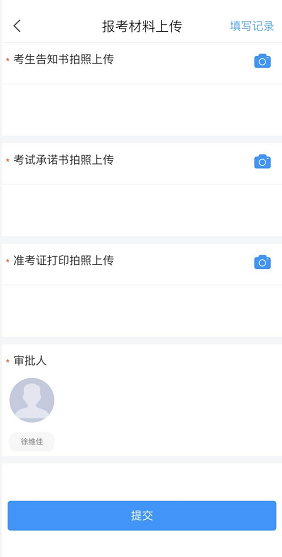 报考材料上传
填写记录
* 考生告知书拍照上传
* 考试承诺书拍照上传
* 准考证打印拍照上传
* 审批人
徐维佳
提交